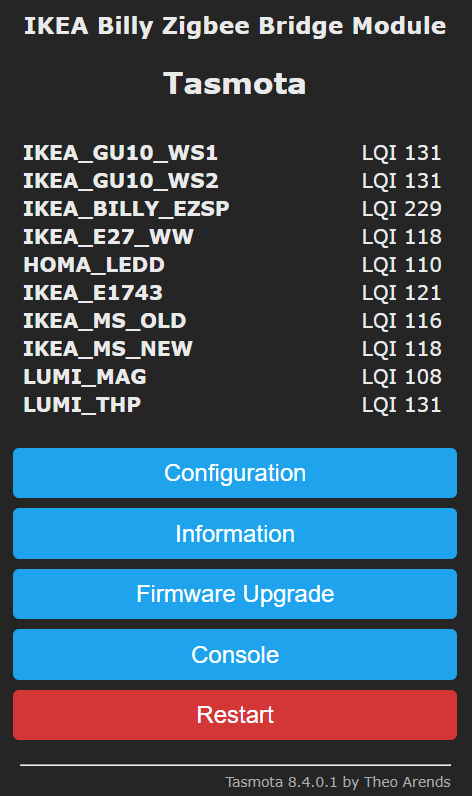 IKEA Billy Zigbee Bridge Module
Tasmota
IKEA_GU10_WS1 LQI 131
IKEA_GU10_WS2 LQI 131
IKEA_BILLY_EZSP LQI 229
IKEA_E27_WW LQI 118
HOMA_LEDD LQI 110
IKEA_E1743 LQI 121
IKEA_MS_OLD LQI 116
IKEA_MS_NEW LQI 118
LUMI_MAG LQI 108
LUMI_THP LQI 131
Configuration
Information
Firmware Upgrade
Console
Restart
Tasmota 8.4.0.1 by Theo Arends